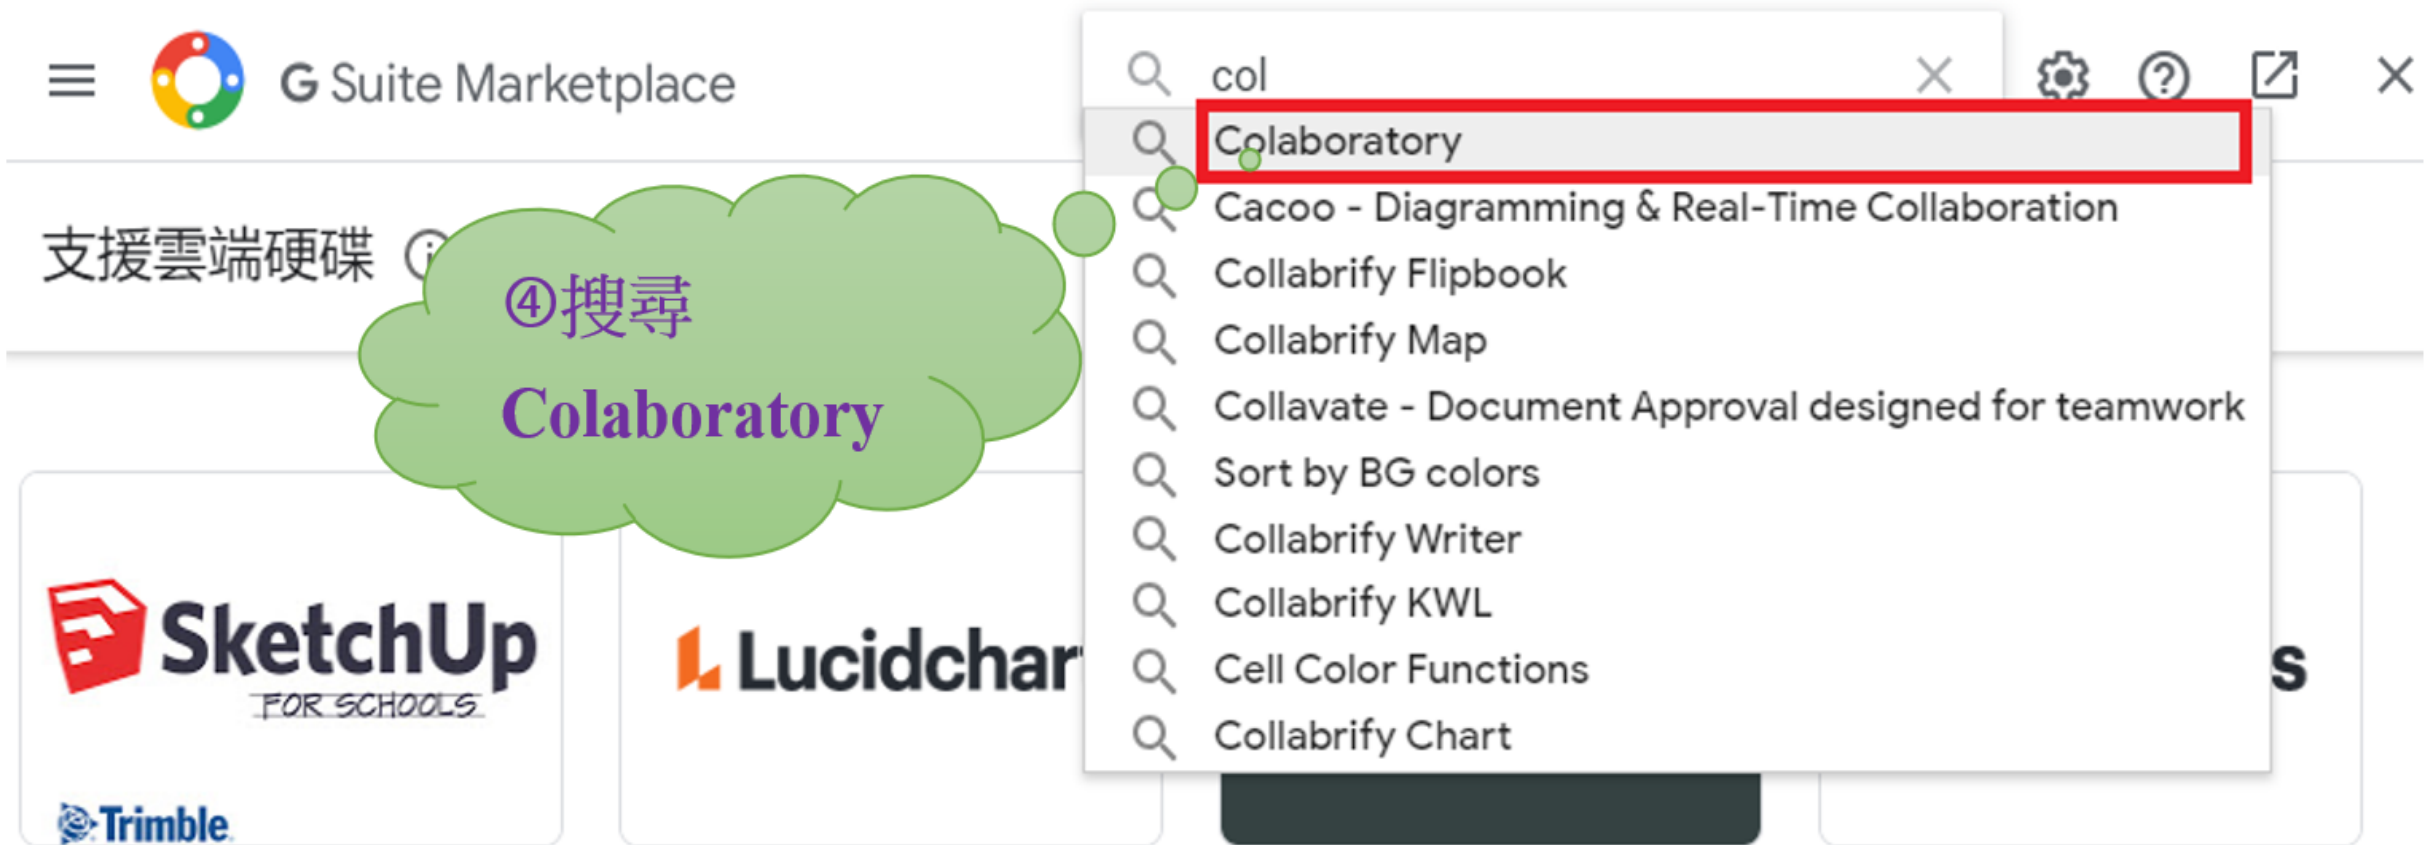 G Suite Marketplace
col
Colaboratory
Cacoo - Diagramming & Real-Time Collaboration
Collabrify Flipbook
Collabrify Map
Collavate - Document Approval designed for teamwork
Sort by BG colors
Collabrify Writer
Collabrify KWL
Cell Color Functions
Collabrify Chart
支援雲端硬碟
④搜尋
Colaboratory
SketchUp
FOR SCHOOLS
Trimble
Lucidchar
s